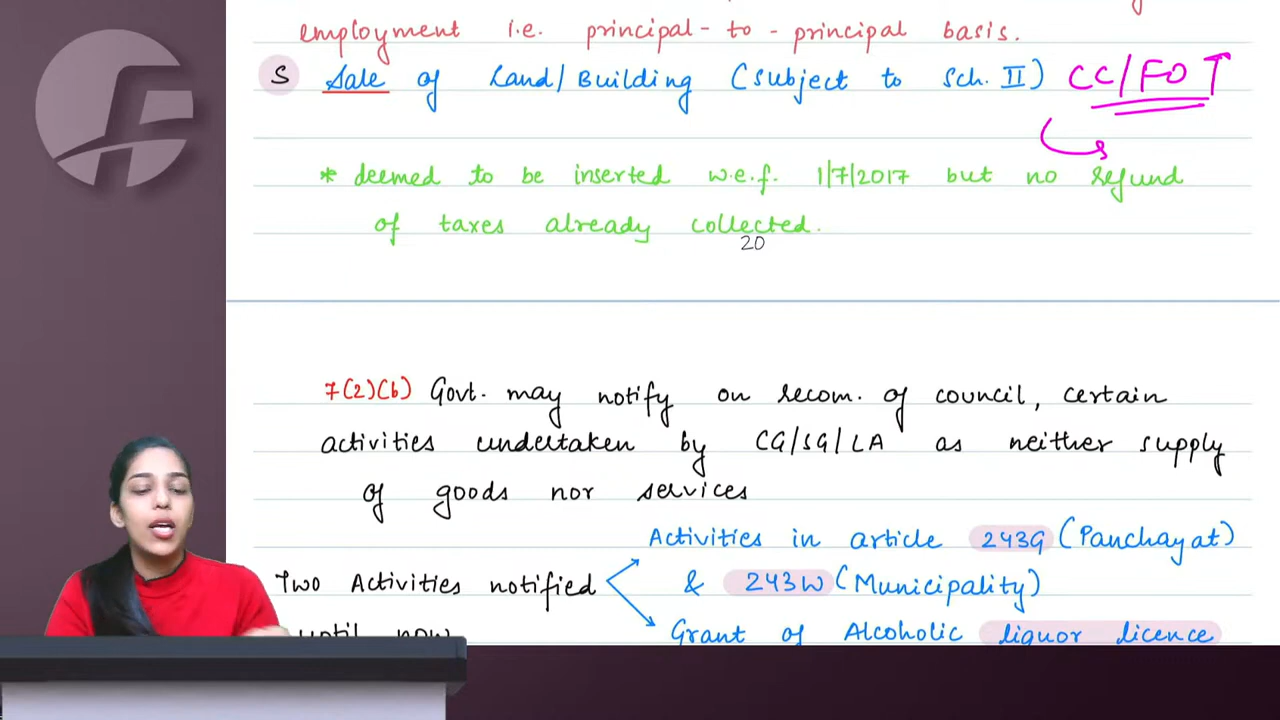 employment i.e. principal-to-principal basis.
S Sale of Land/Building (Subject to Sch. II) CC/FOT
* deemed to be inserted w.e.f. 1/7/2017 but no refund
of taxes already collected.
20
7(2)(b) Govt. may notify on recom. of council, certain
activities undertaken by CG/SG/LA as neither supply
of goods nor services
Activities in article 243G (Panchayat)
Two Activities notified & 243W (Municipality)
until now Grant of Alcoholic liquor licence